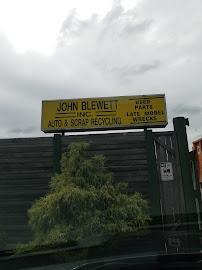 JOHN BLEWETT
INC.
AUTO & SCRAP RECYCLING
USED
PARTS
LATE MODEL
WRECKS